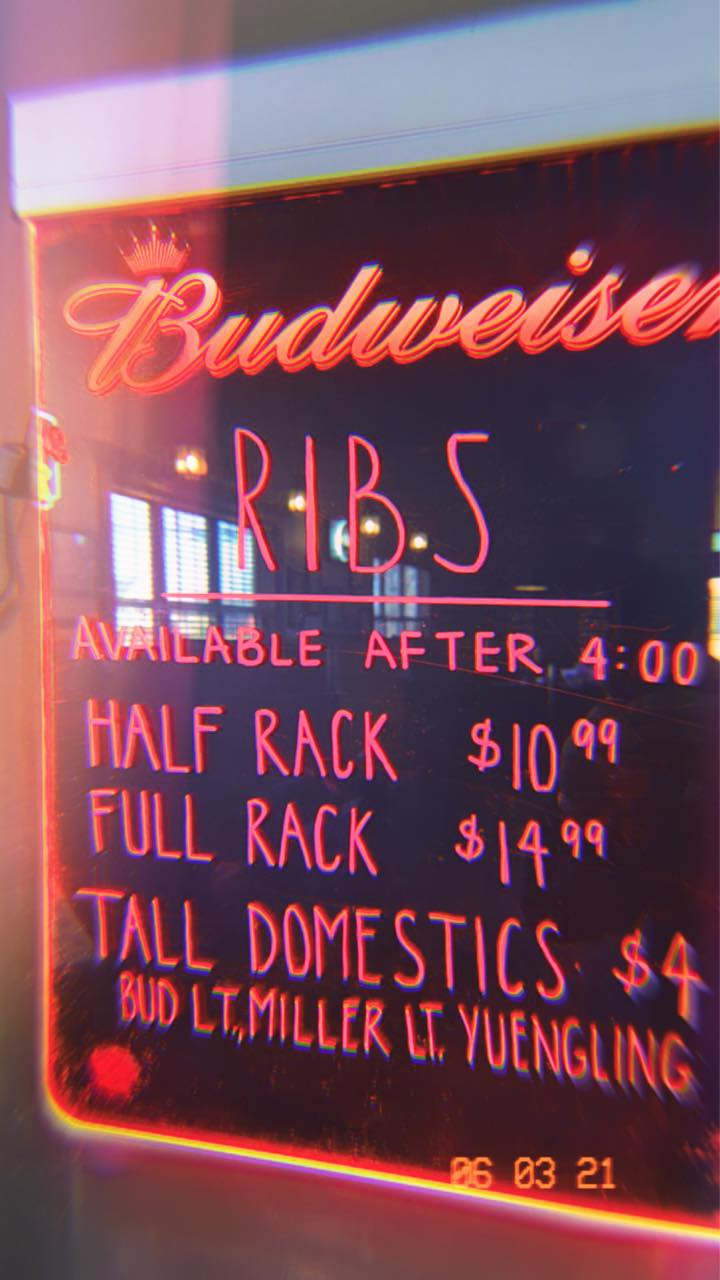 Budweiser
RIBS
AVAILABLE AFTER 4:00
HALF RACK $10.99
FULL RACK $14.99
TALL DOMESTICS $4
BUD LT., MILLER LT. YUENGLING
06 03 21